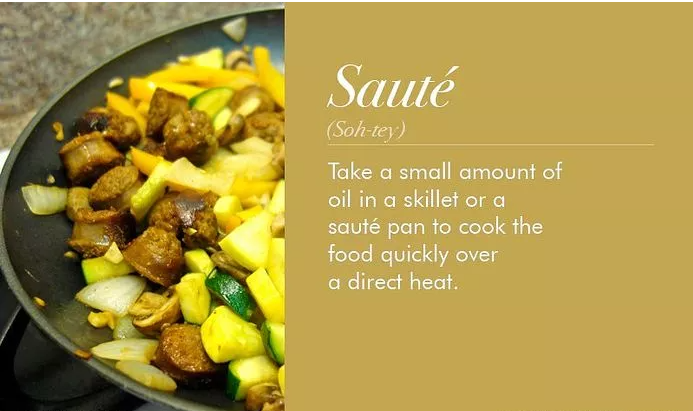 Sauté
(Soh-tey)
Take a small amount of
oil in a skillet or a
sauté pan to cook the
food quickly over
a direct heat.